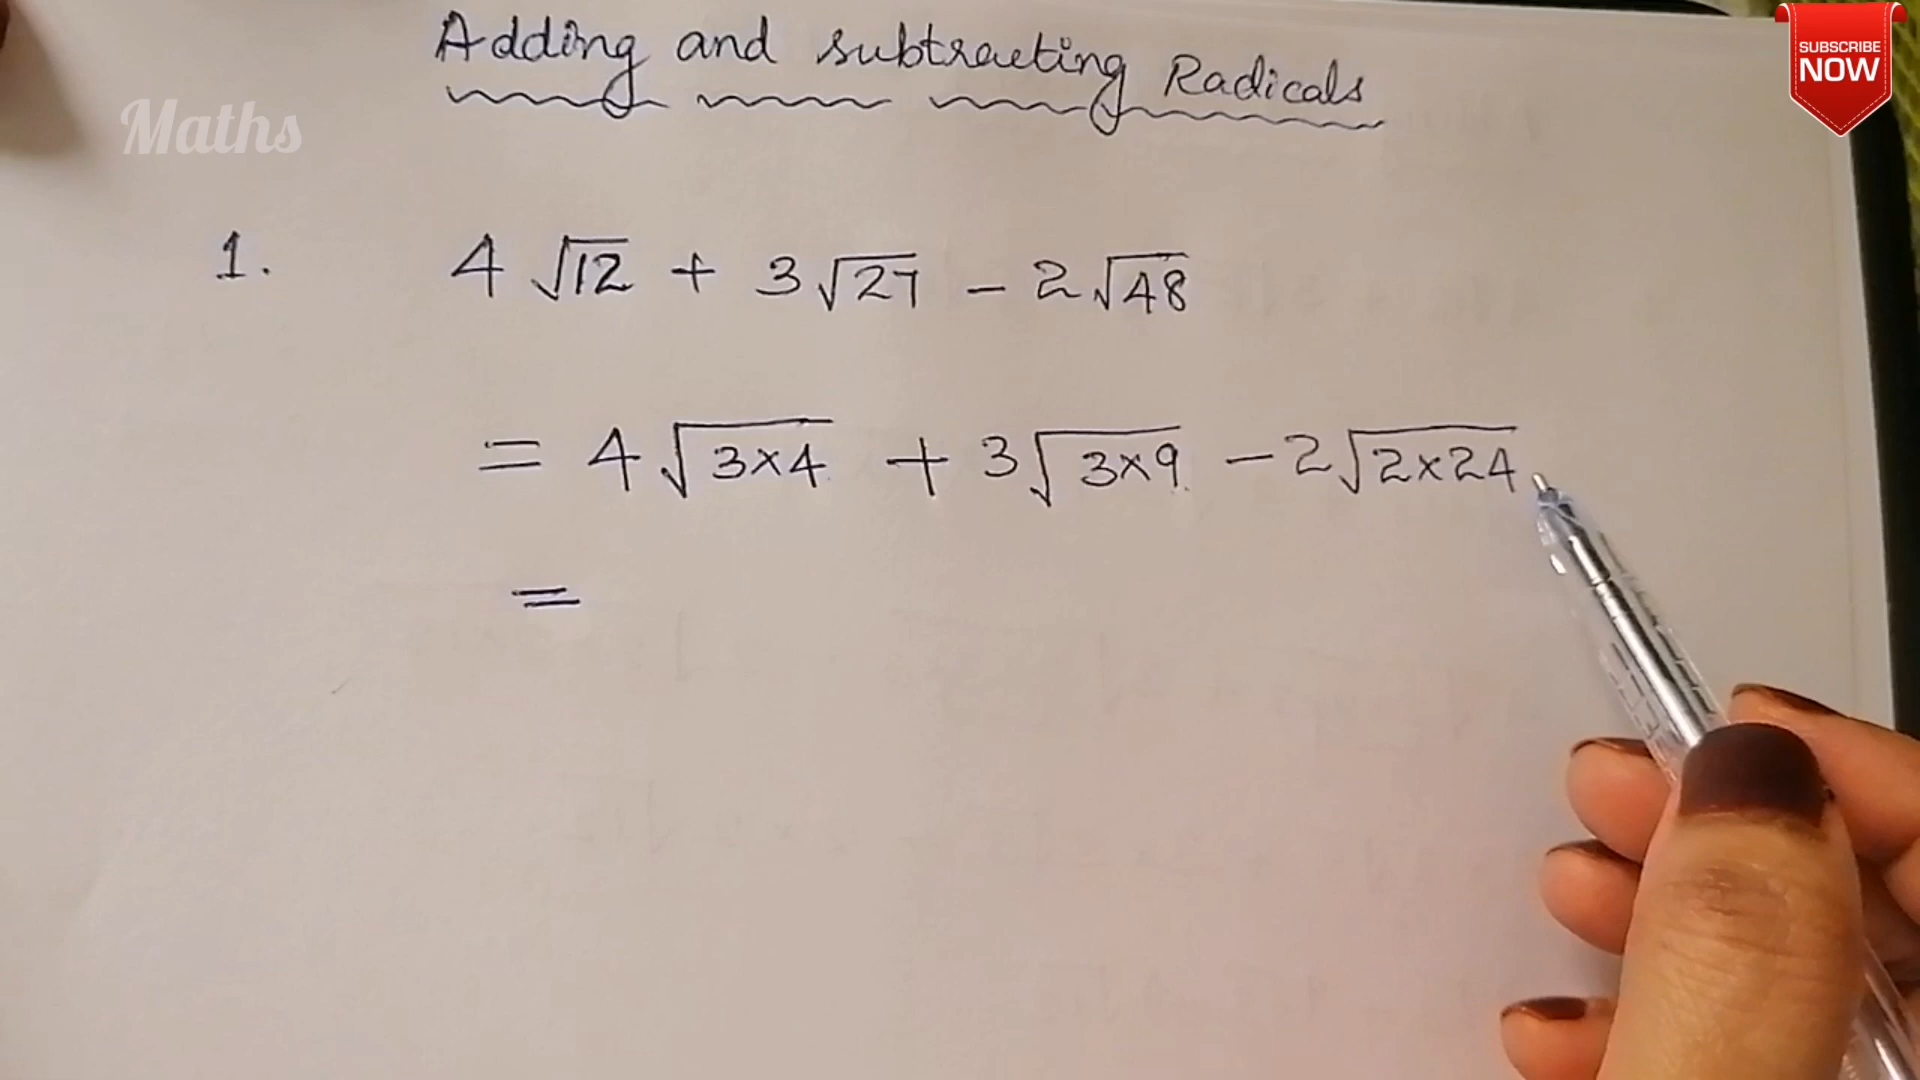 Adding and subtracting Radicals
SUBSCRIBE
NOW
Maths
1. 4√12 + 3√27 - 2√48
= 4√3×4 + 3√3×9 - 2√2×24
=